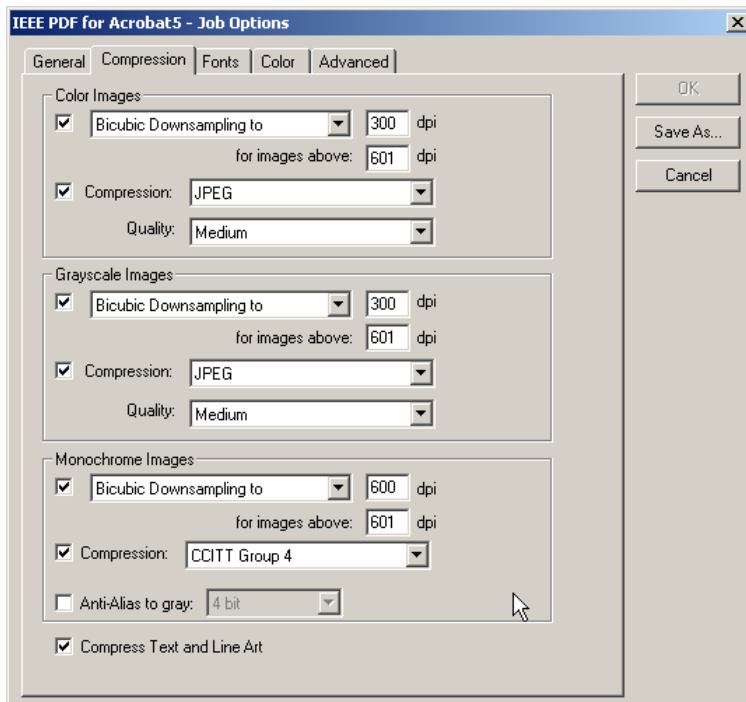 IEEE PDF for Acrobat5 - Job Options
General Compression Fonts Color Advanced
OK
Save As...
Cancel
Color Images
Bicubic Downsampling to 300 dpi
for images above: 601 dpi
Compression: JPEG
Quality: Medium
Grayscale Images
Bicubic Downsampling to 300 dpi
for images above: 601 dpi
Compression: JPEG
Quality: Medium
Monochrome Images
Bicubic Downsampling to 600 dpi
for images above: 601 dpi
Compression: CCITT Group 4
Anti-Alias to gray: 4 bit
Compress Text and Line Art